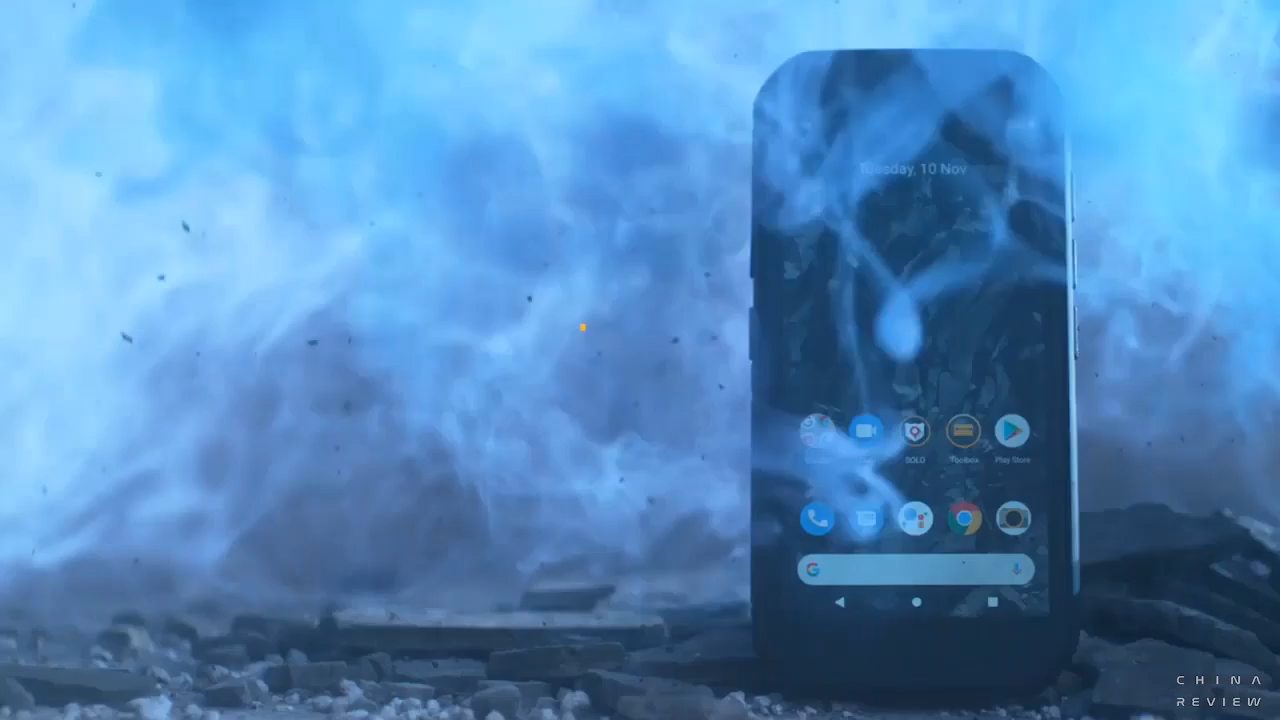 Tuesday, 10 Nov
SOLO
Toolbox
Play Store
CHINA
REVIEW